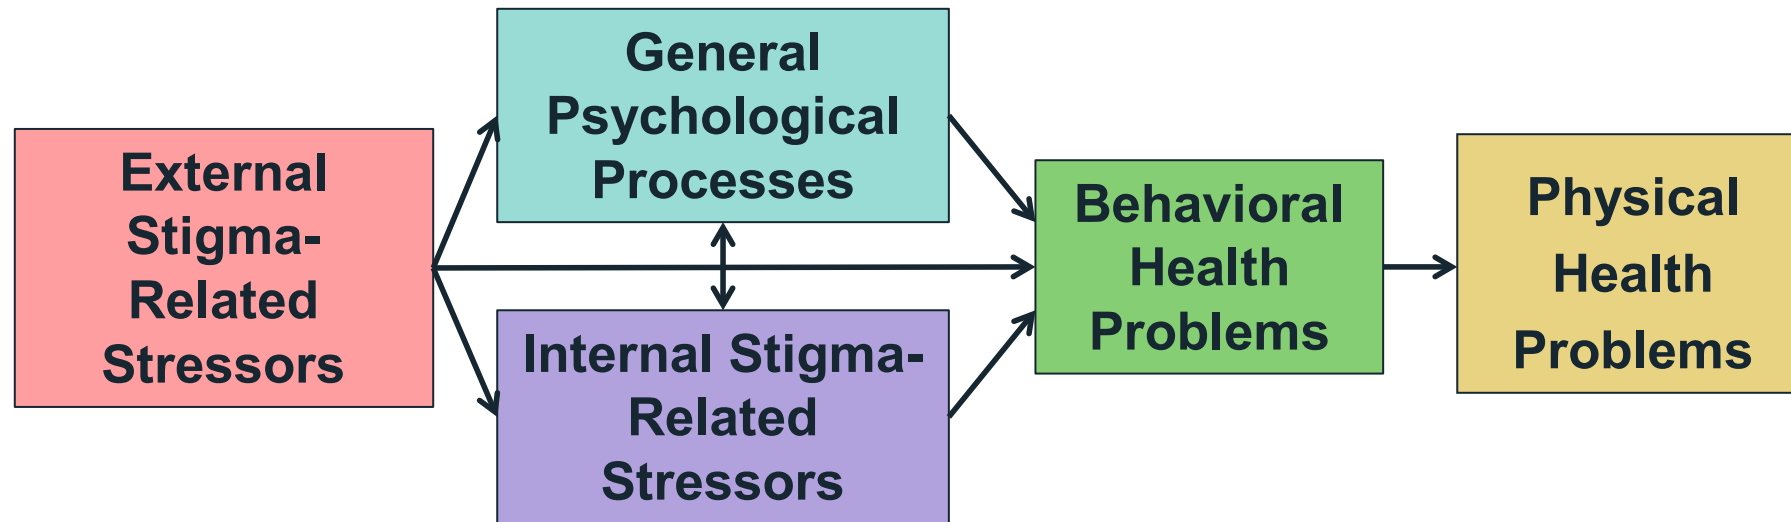 External
Stigma-
Related
Stressors
General
Psychological
Processes
Internal Stigma-
Related
Stressors
Behavioral
Health
Problems
Physical
Health
Problems